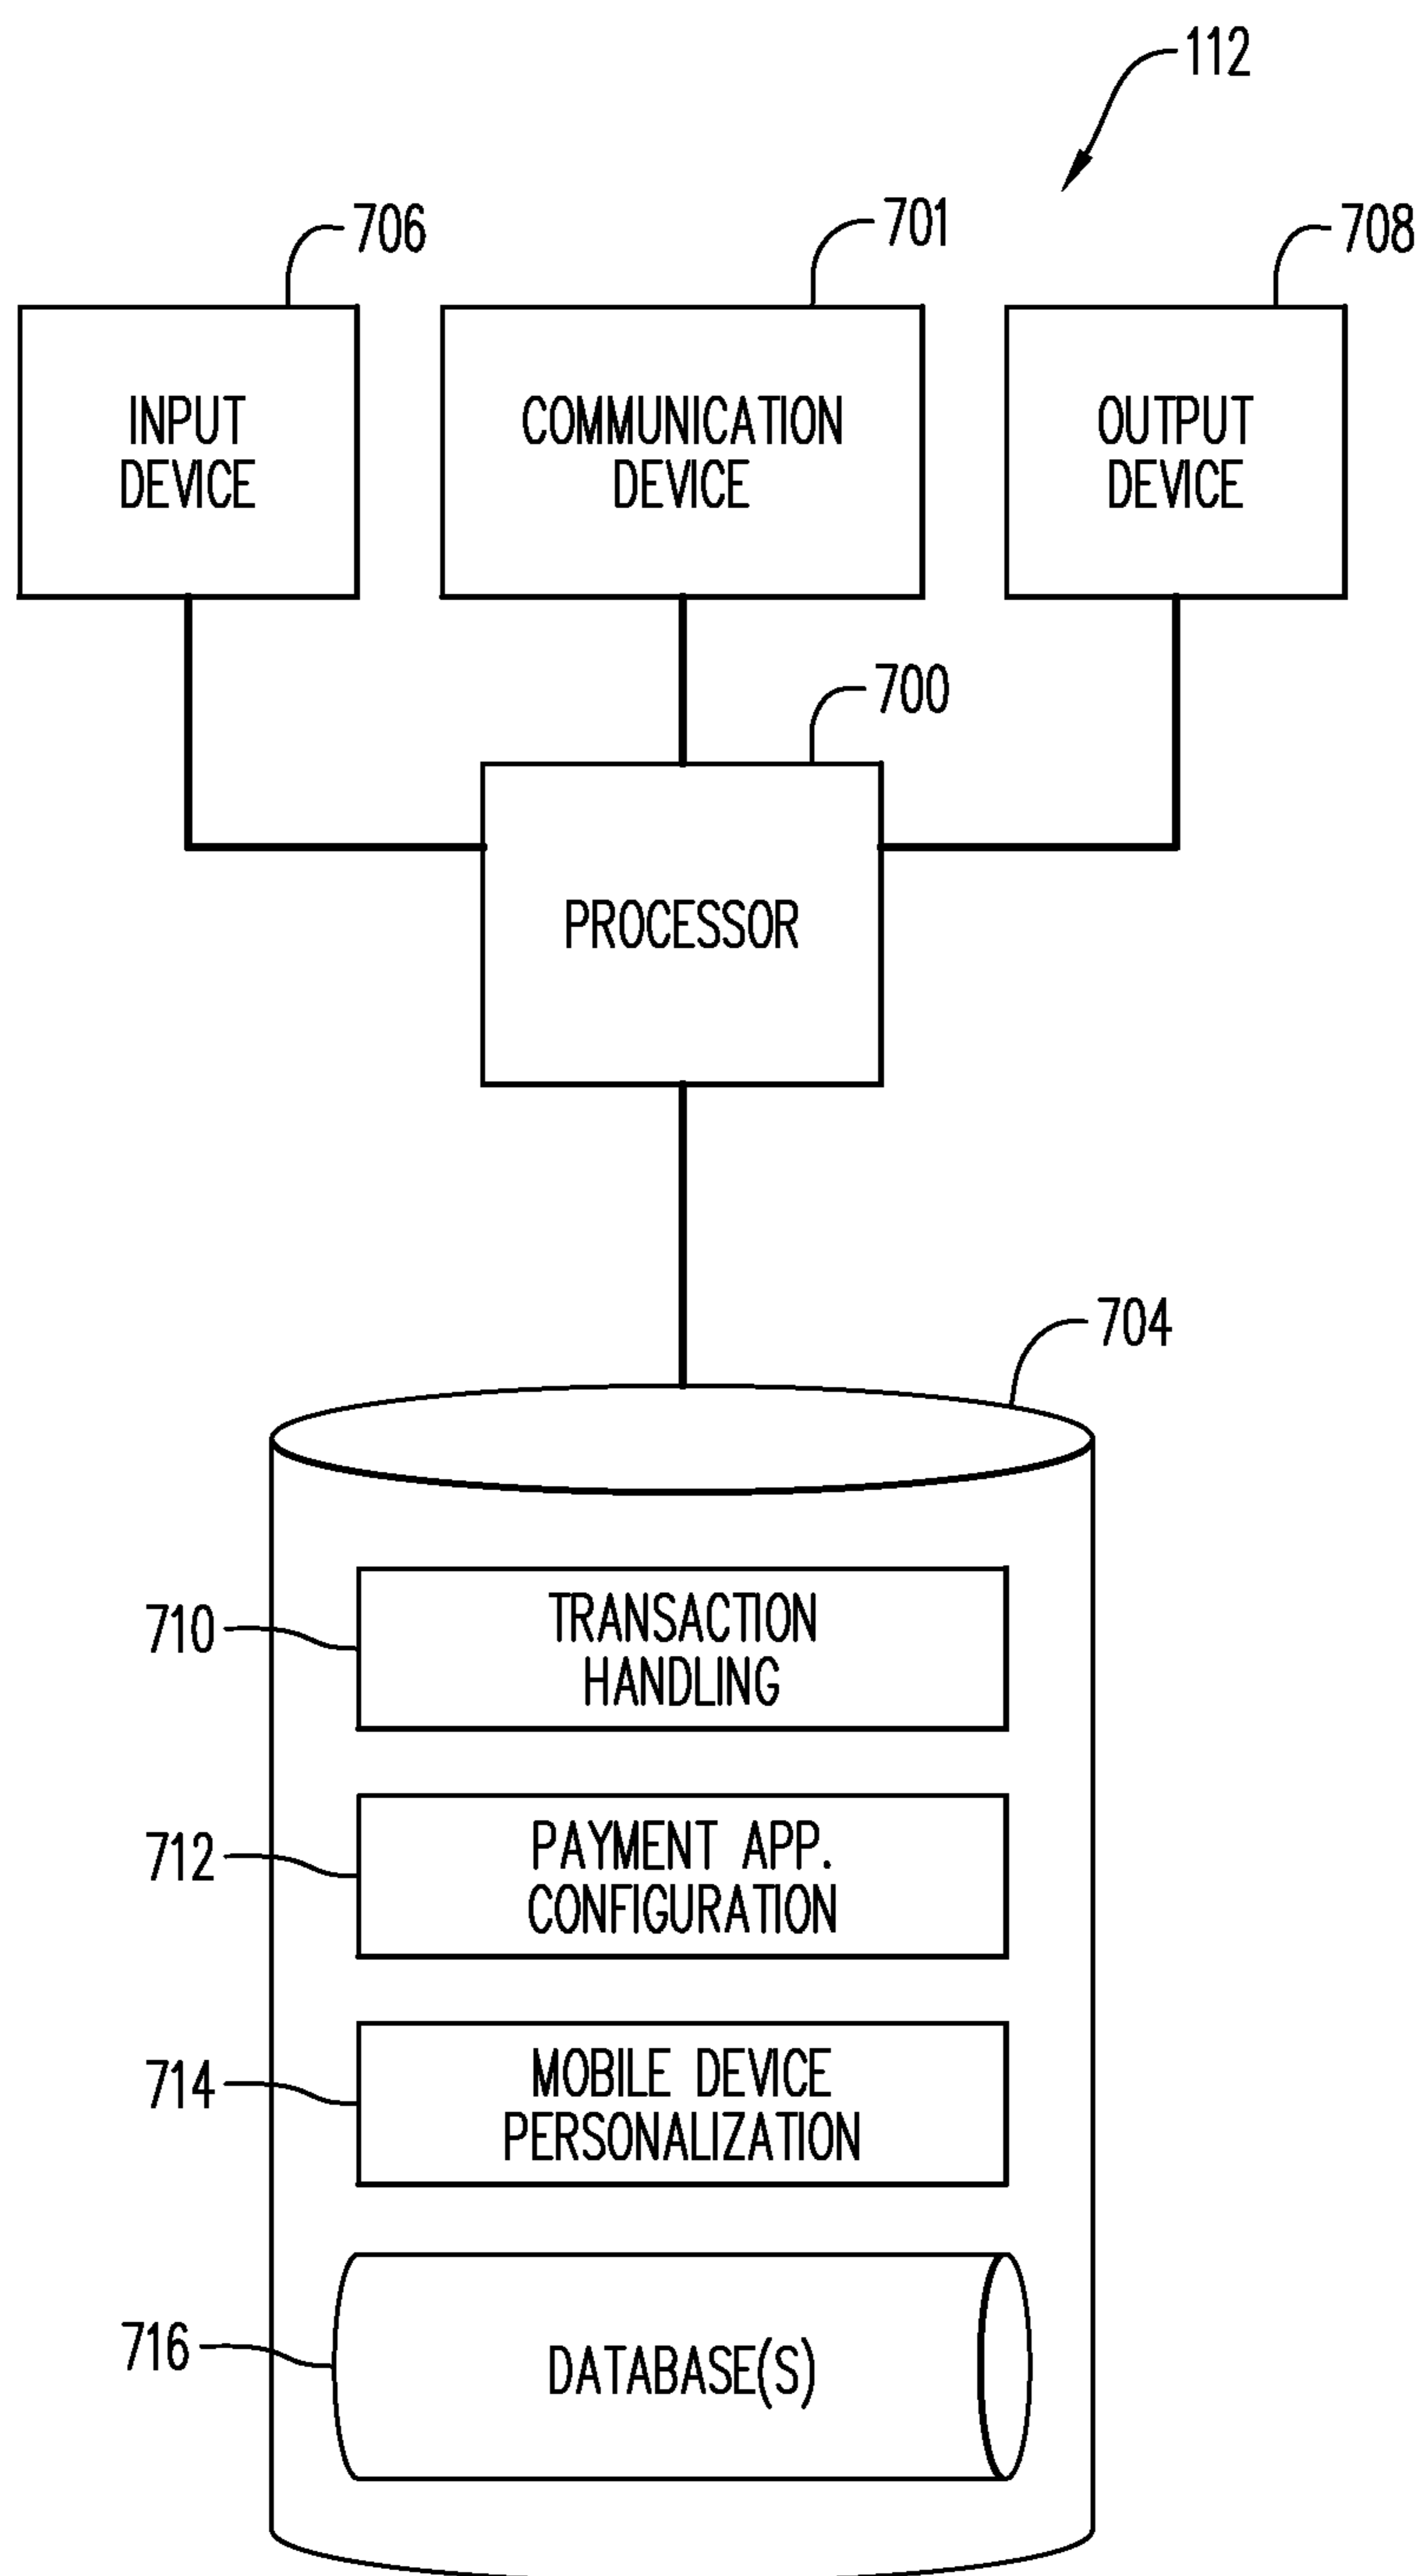 112
706
701
708
INPUT
DEVICE
COMMUNICATION
DEVICE
OUTPUT
DEVICE
700
PROCESSOR
704
710
TRANSACTION
HANDLING
712
PAYMENT APP.
CONFIGURATION
714
MOBILE DEVICE
PERSONALIZATION
716
DATABASE(S)